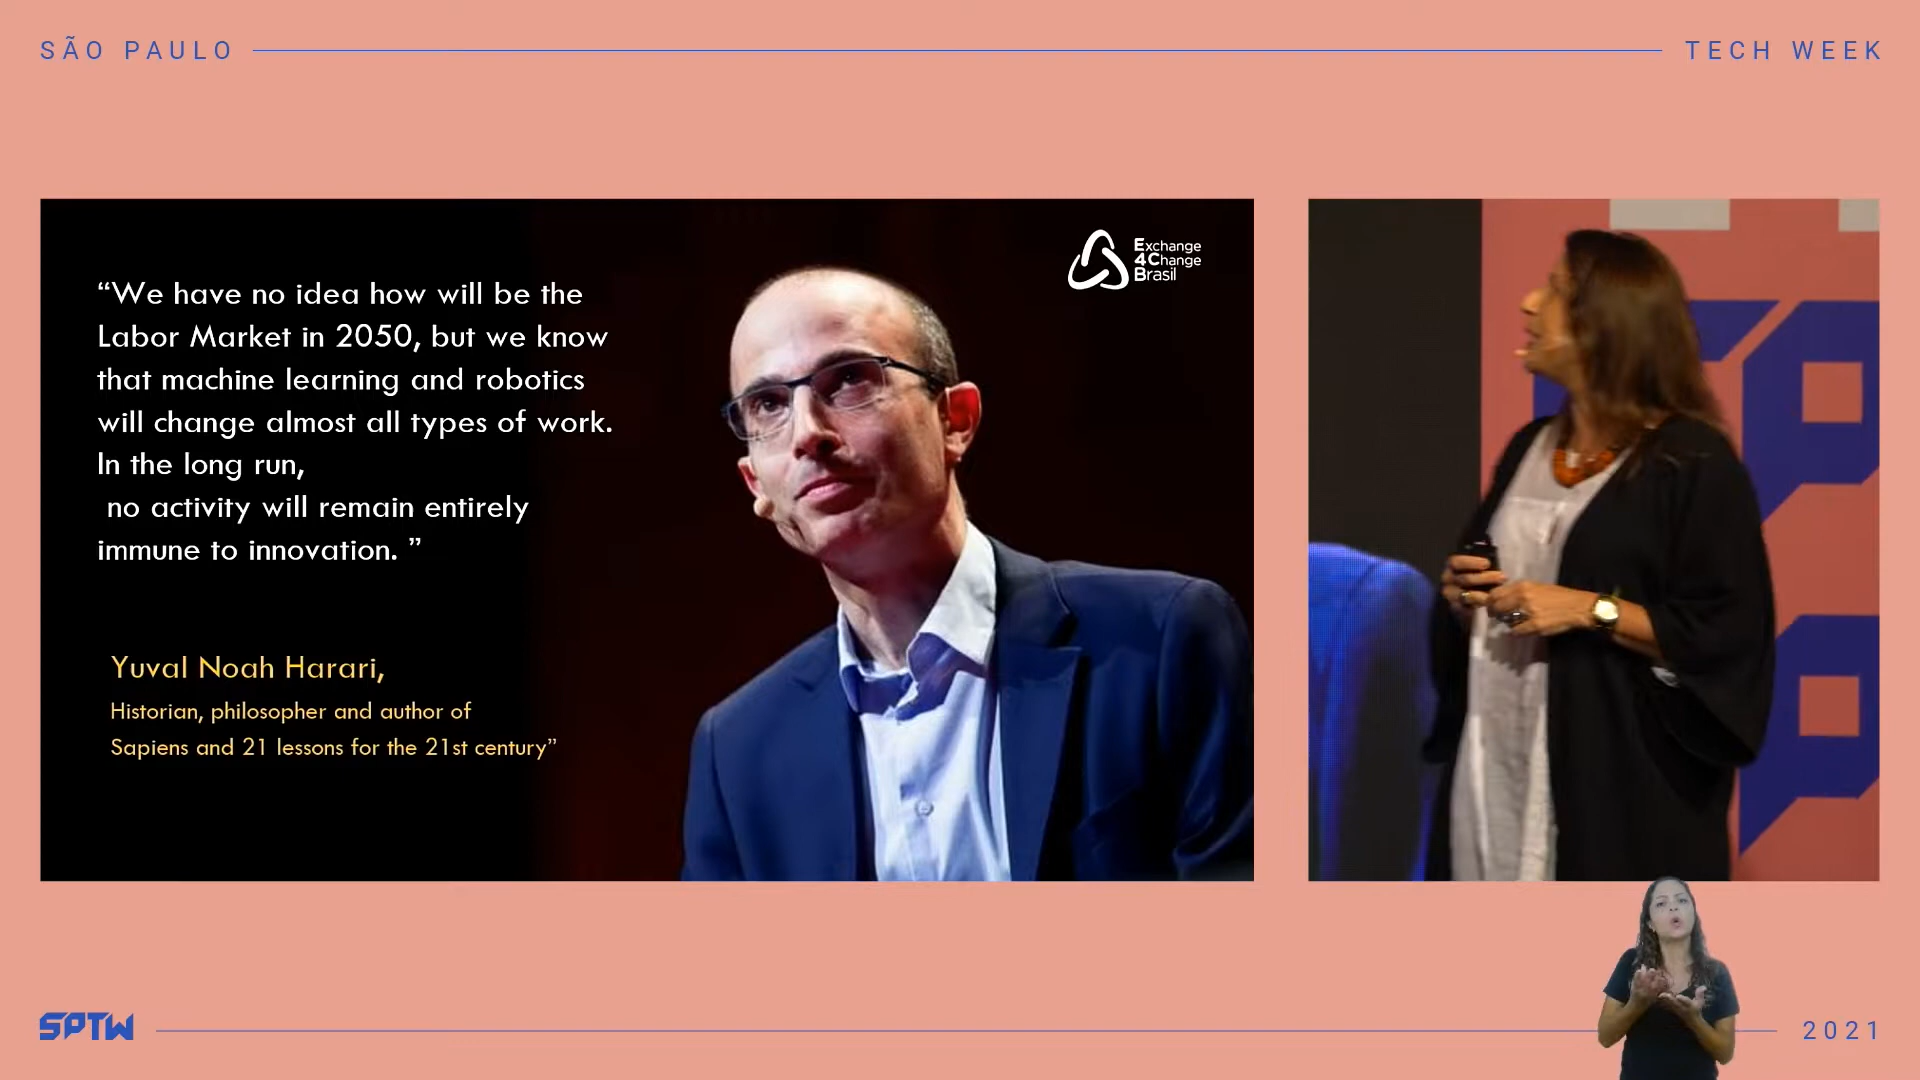 SÃO PAULO
TECH WEEK
Exchange
4Change
Brasil
“We have no idea how will be the
Labor Market in 2050, but we know
that machine learning and robotics
will change almost all types of work.
In the long run,
no activity will remain entirely
immune to innovation. ”
Yuval Noah Harari,
Historian, philosopher and author of
Sapiens and 21 lessons for the 21st century”
SPTW
2021